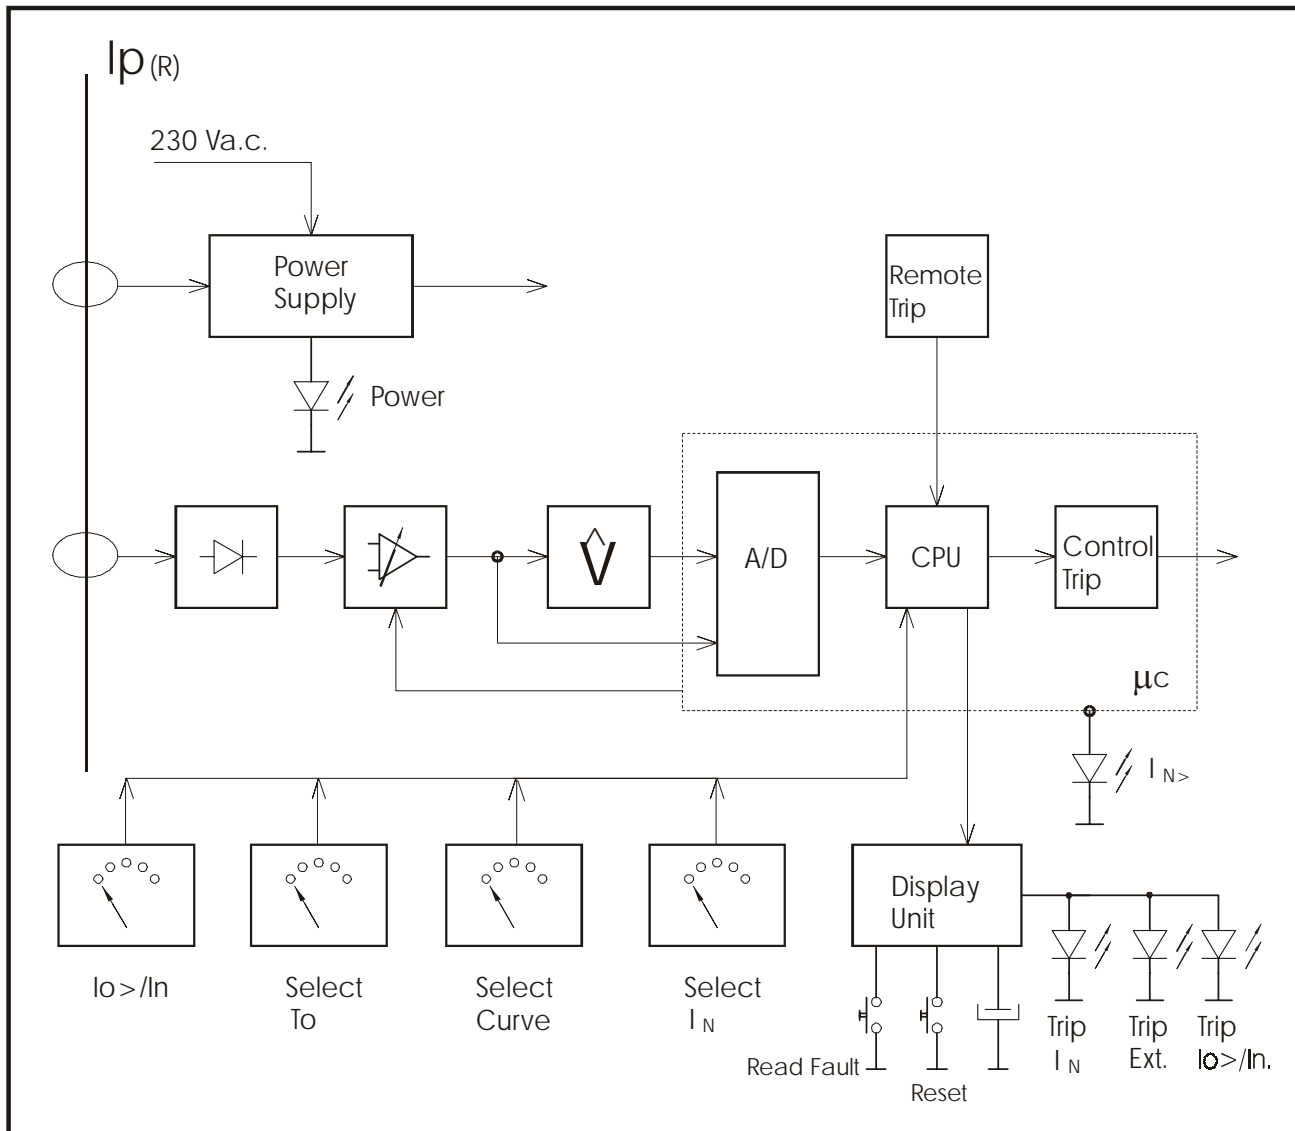 Ip (R)
230 Va.c.
Power
Supply
Remote
Trip
Power
V̂
A/D
CPU
Control
Trip
μc
I N>
Display
Unit
Io>/In
Select
To
Select
Curve
Select
I N
Read Fault
Reset
Trip
I N
Trip
Ext.
Trip
Io>/In.